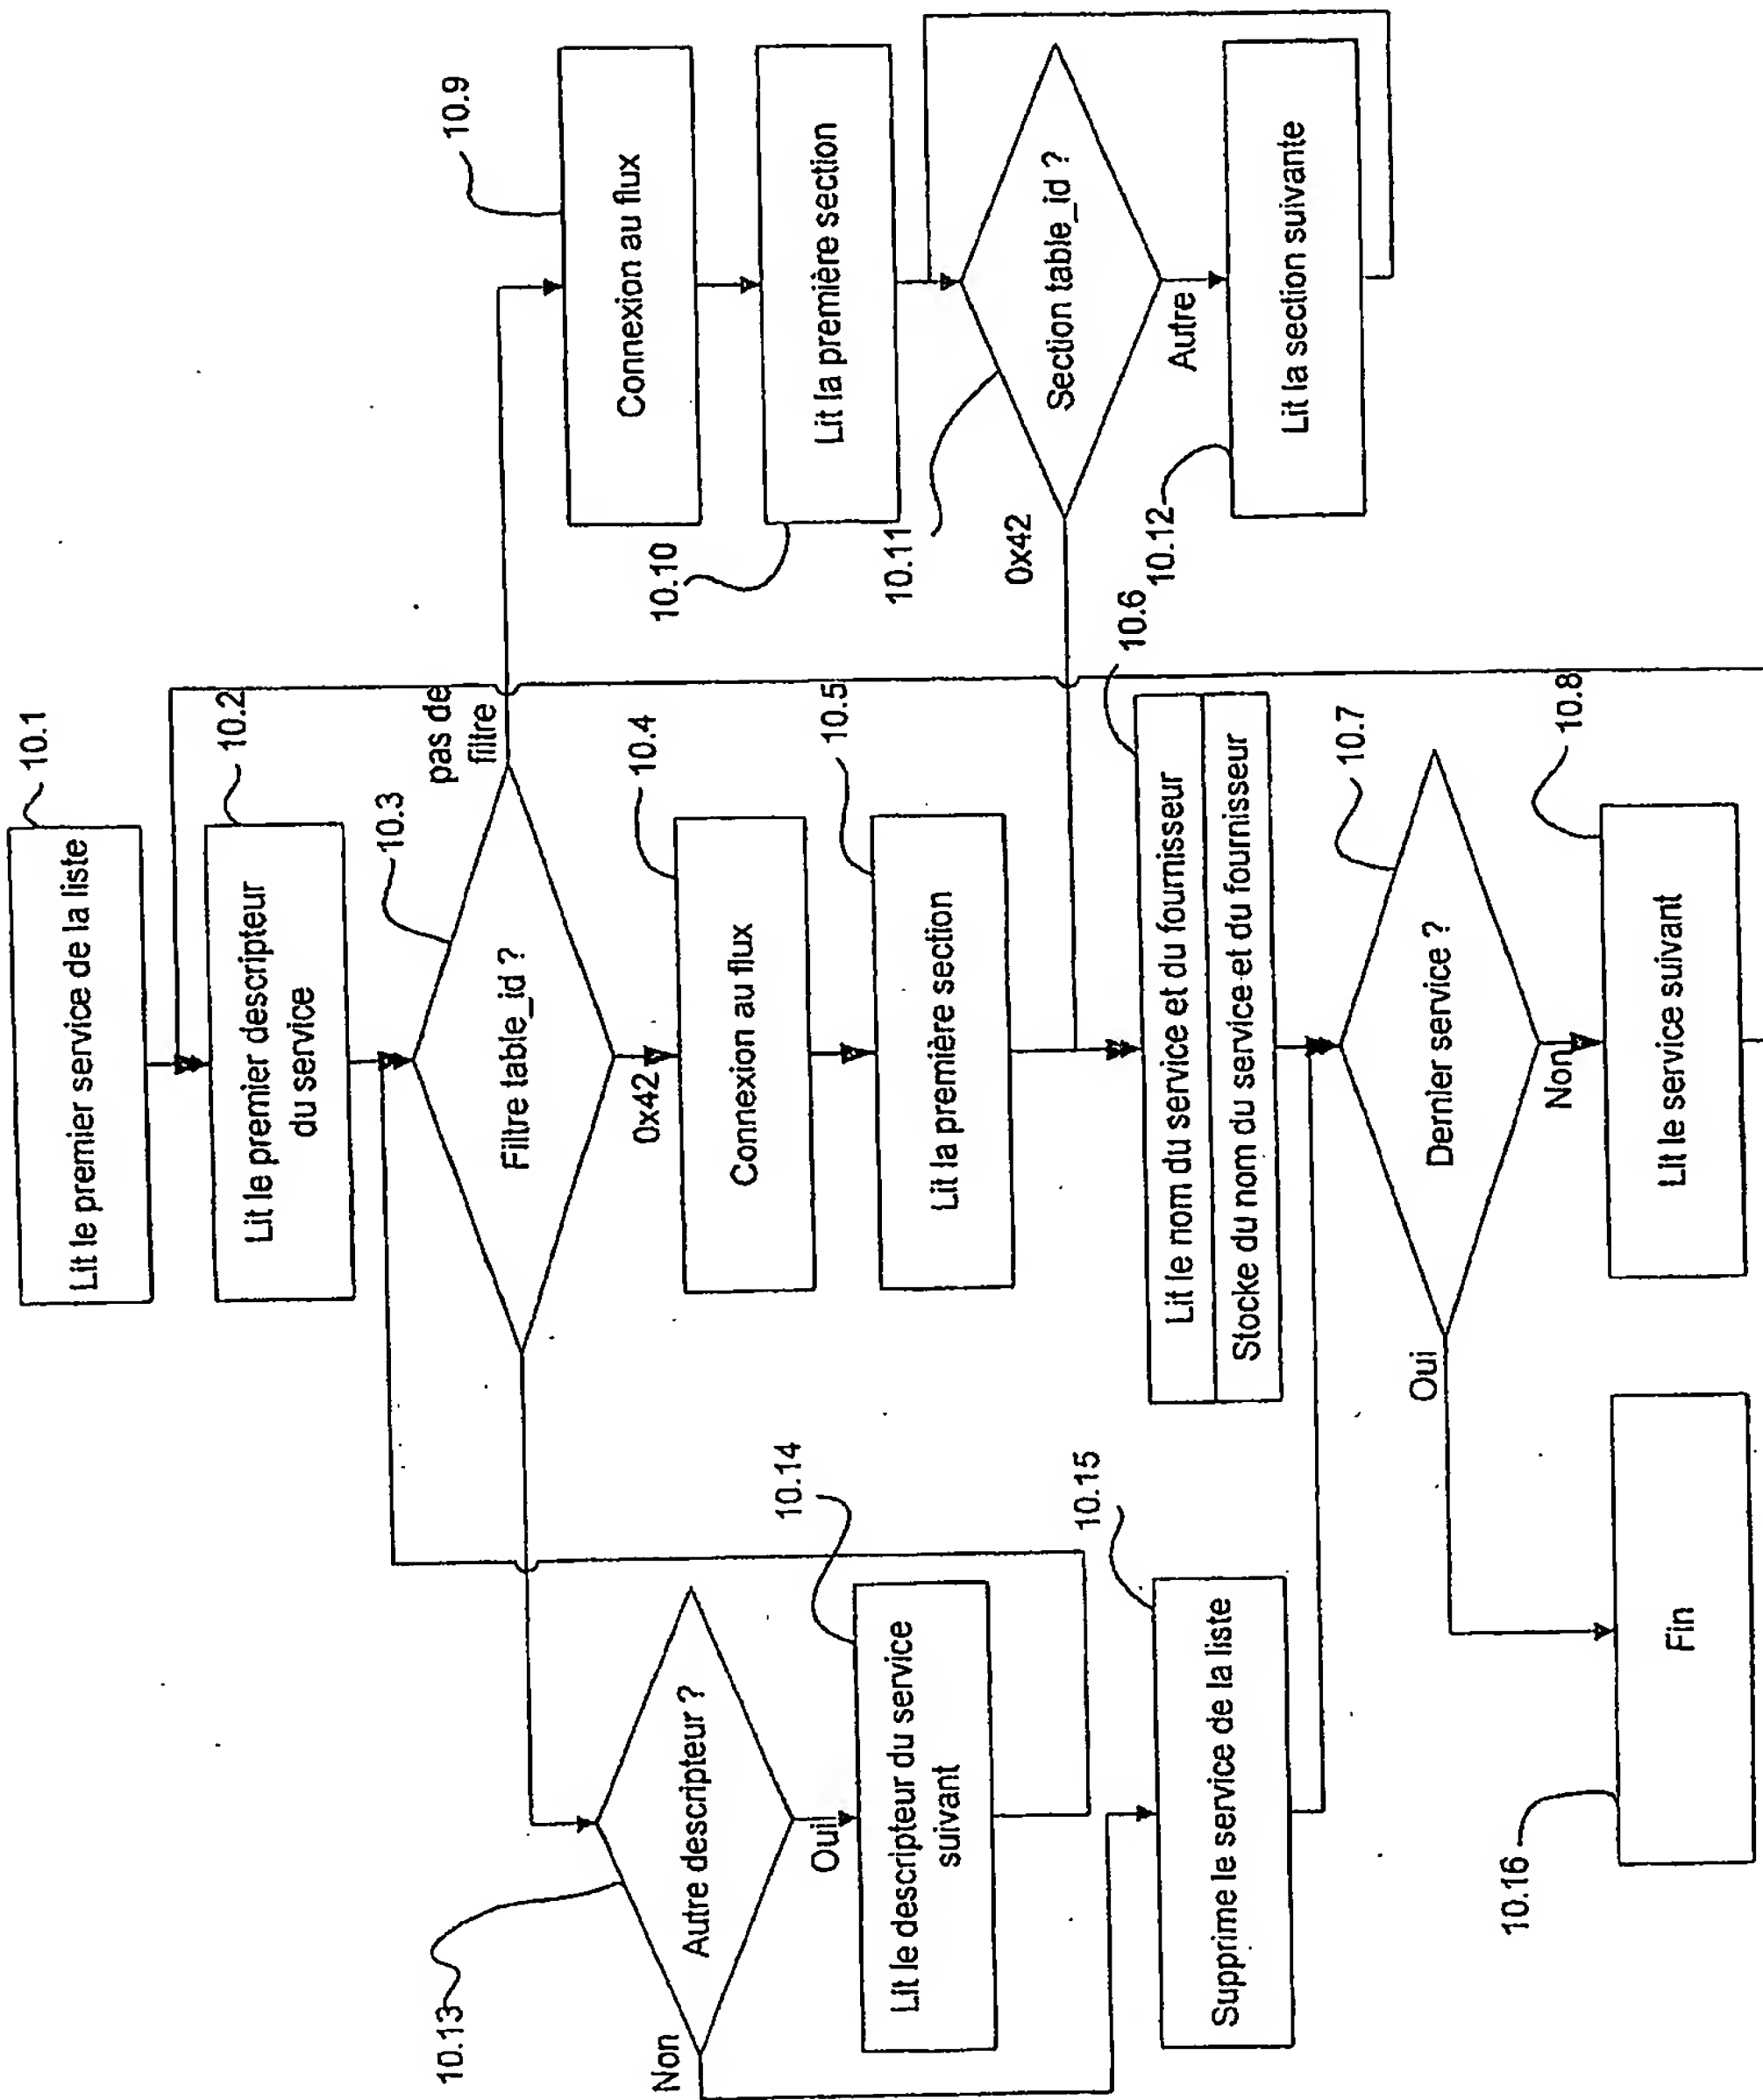 10.1
Lit le premier service de la liste
10.2
Lit le premier descripteur
du service
10.3
Filtre table_id ?
pas de
filtre
0x42
10.4
Connexion au flux
10.5
Lit la première section
10.6
Lit le nom du service et du fournisseur
Stocke du nom du service et du fournisseur
10.7
Dernier service ?
Oui
Non
10.8
Lit le service suivant
10.9
Connexion au flux
10.10
Lit la première section
10.11
Section table_id ?
0x42
Autre
10.12
Lit la section suivante
10.13
Autre descripteur ?
Non
Oui
10.14
Lit le descripteur du service
suivant
10.15
Supprime le service de la liste
10.16
Fin